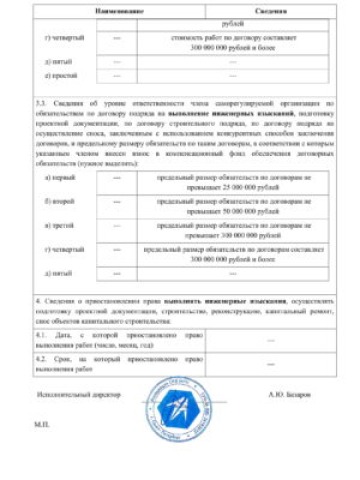 Наименование Сведения
рублей
г) четвертый --- стоимость работ по договору составляет
300 000 000 рублей и более
д) пятый --- ---
е) простой --- ---
3.3. Сведения об уровне ответственности члена саморегулируемой организации по
обязательствам по договору подряда на выполнение инженерных изысканий, подготовку
проектной документации, по договору строительного подряда, по договору подряда на
осуществление сноса, заключенным с использованием конкурентных способов заключения
договоров, и предельному размеру обязательств по таким договорам, в соответствии с которым
указанным членом внесен взнос в компенсационный фонд обеспечения договорных
обязательств (нужное выделить):
а) первый --- предельный размер обязательств по договорам не
превышает 25 000 000 рублей
б) второй --- предельный размер обязательств по договорам не
превышает 50 000 000 рублей
в) третий --- предельный размер обязательств по договорам не
превышает 300 000 000 рублей
г) четвертый --- предельный размер обязательств по договорам составляет
300 000 000 рублей и более
д) пятый --- ---
4. Сведения о приостановлении права выполнять инженерные изыскания, осуществлять
подготовку проектной документации, строительство, реконструкцию, капитальный ремонт,
снос объектов капитального строительства:
4.1. Дата, с которой приостановлено право
выполнения работ (число, месяц, год) ---
4.2. Срок, на который приостановлено право
выполнения работ ---
Исполнительный директор А.Ю. Базаров
М.П.